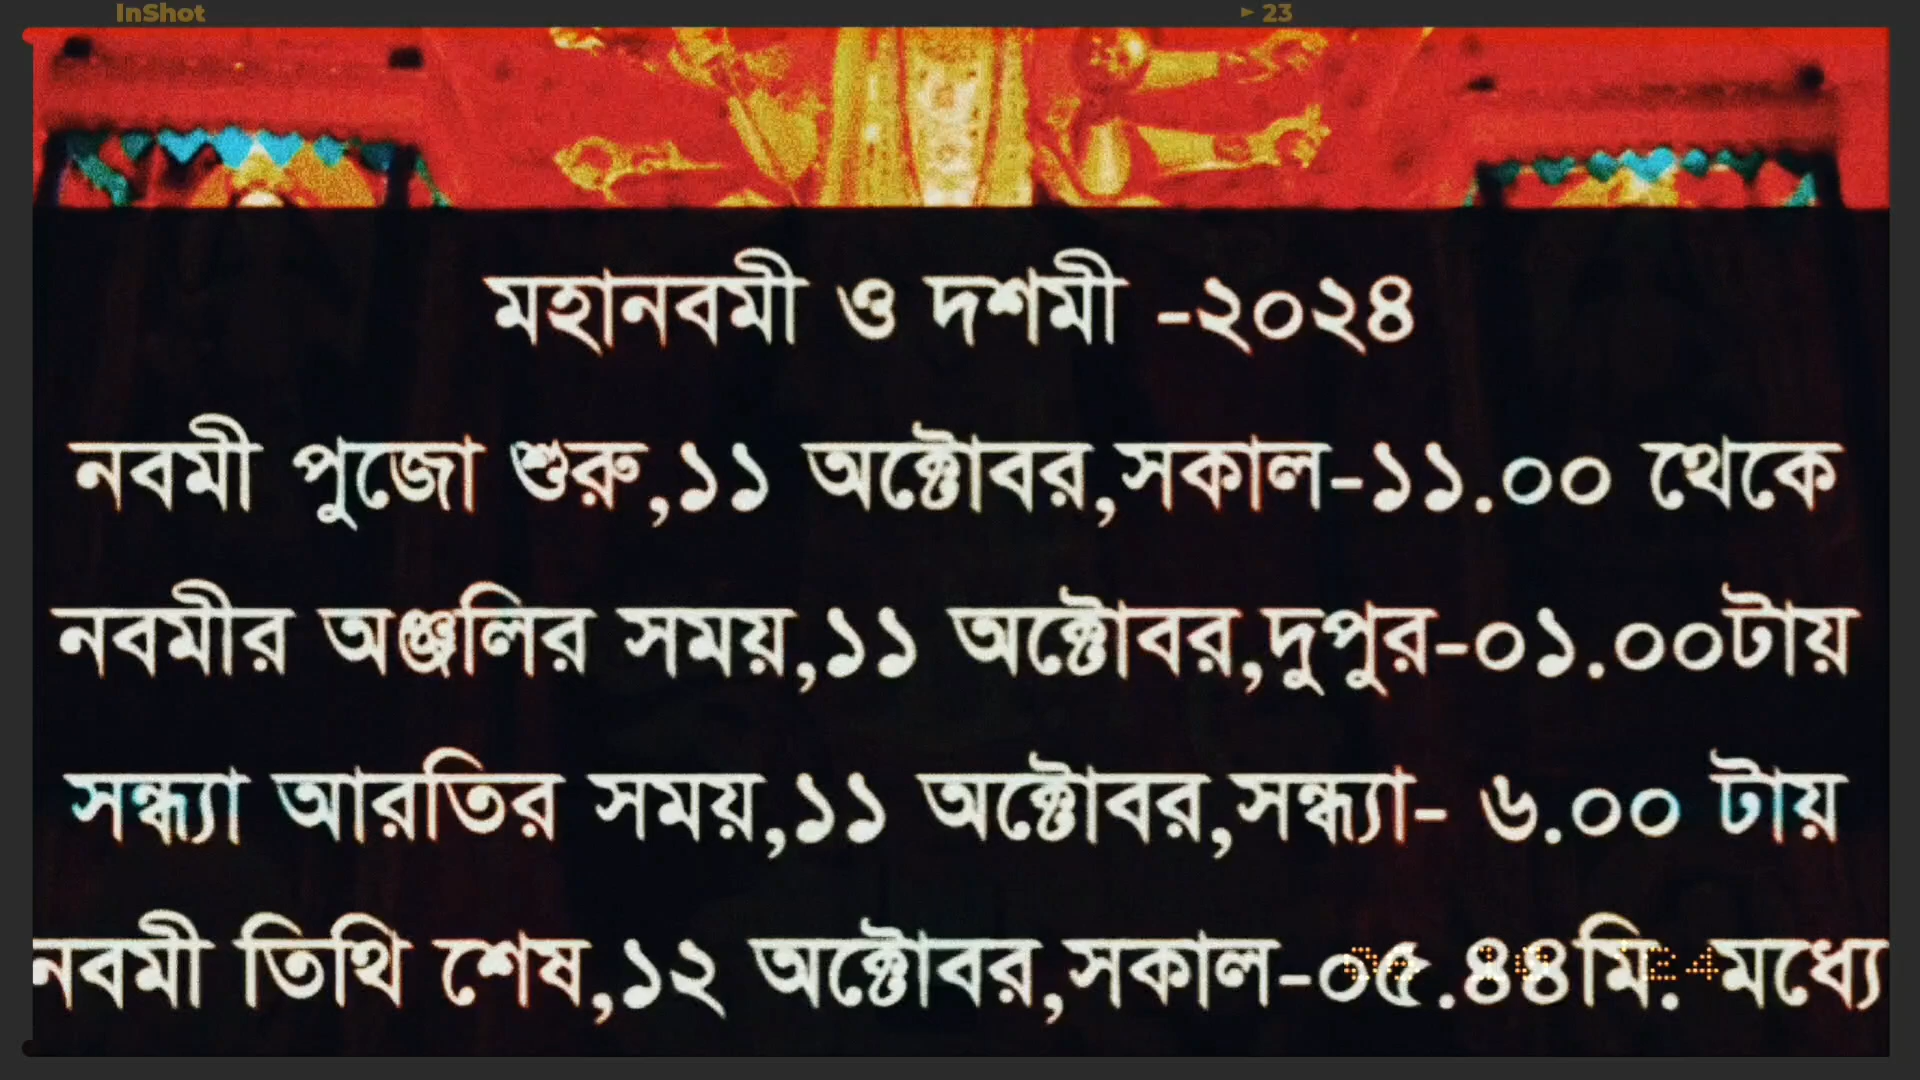 InShot
▸ 23
মহানবমী ও দশমী -২০২৪
নবমী পুজো শুরু,১১ অক্টোবর,সকাল-১১.০০ থেকে
নবমীর অঞ্জলির সময়,১১ অক্টোবর,দুপুর-০১.০০টায়
সন্ধ্যা আরতির সময়,১১ অক্টোবর,সন্ধ্যা- ৬.০০ টায়
নবমী তিথি শেষ,১২ অক্টোবর,সকাল-০৫.৪৪মি. মধ্যে